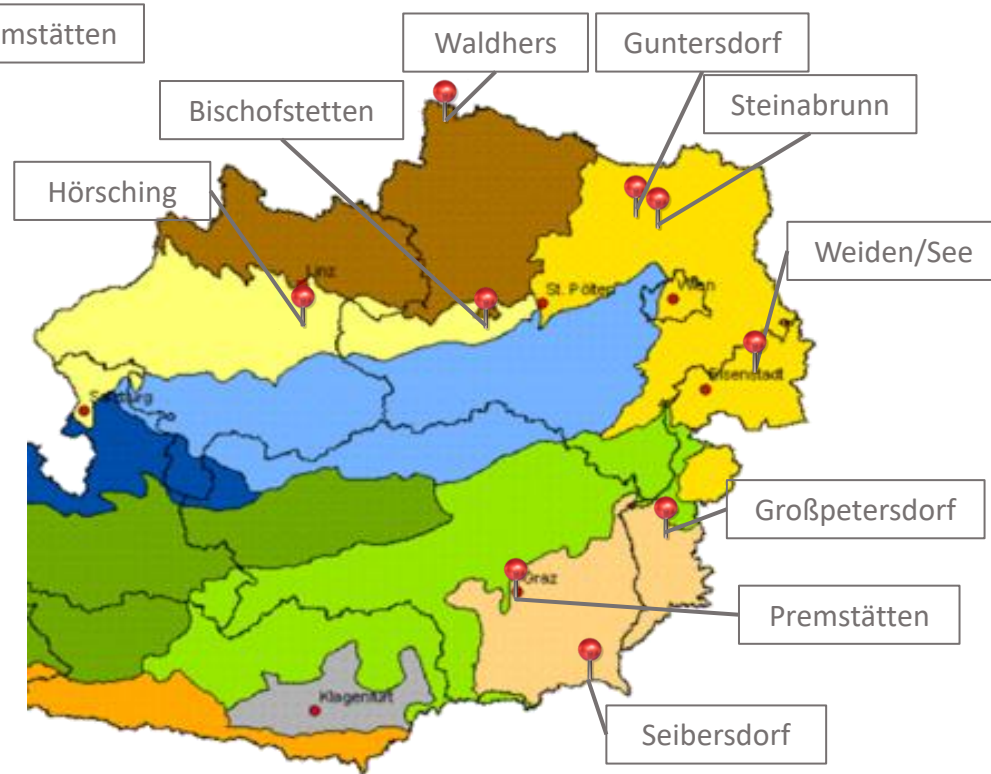 mstätten
Waldhers
Guntersdorf
Bischofstetten
Steinabrunn
Hörsching
Weiden/See
Linz
St. Pölten
Wien
Eisenstadt
Salzburg
Großpetersdorf
Graz
Premstätten
Klagenfurt
Seibersdorf